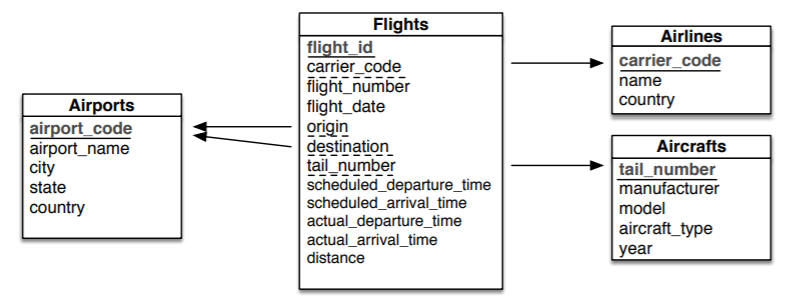 Airports
airport_code
airport_name
city
state
country
Flights
flight_id
carrier_code
flight_number
flight_date
origin
destination
tail_number
scheduled_departure_time
scheduled_arrival_time
actual_departure_time
actual_arrival_time
distance
Airlines
carrier_code
name
country
Aircrafts
tail_number
manufacturer
model
aircraft_type
year